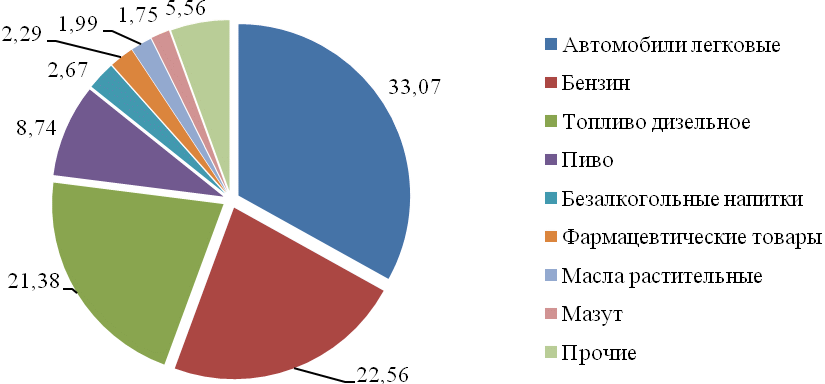 5,56
1,75
1,99
2,29
2,67
8,74
21,38
33,07
22,56
Автомобили легковые
Бензин
Топливо дизельное
Пиво
Безалкогольные напитки
Фармацевтические товары
Масла растительные
Мазут
Прочие